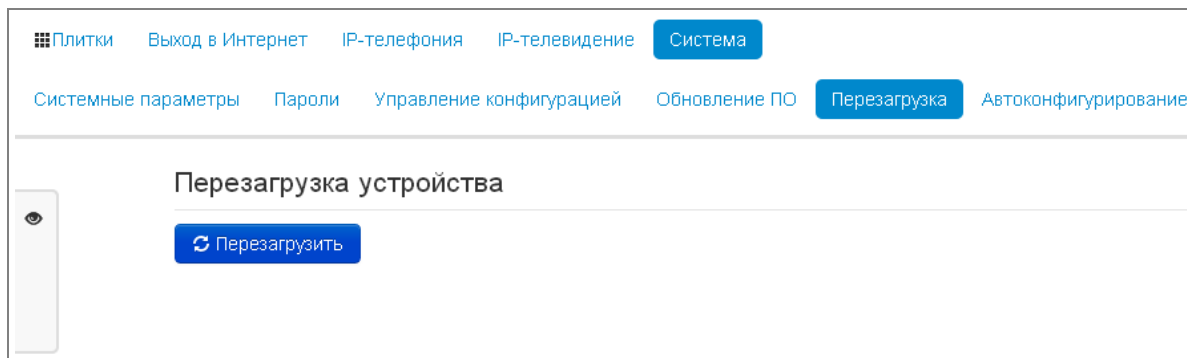 Плитки Выход в Интернет IP-телефония IP-телевидение Система
Системные параметры Пароли Управление конфигурацией Обновление ПО Перезагрузка Автоконфигурирование
Перезагрузка устройства
Перезагрузить